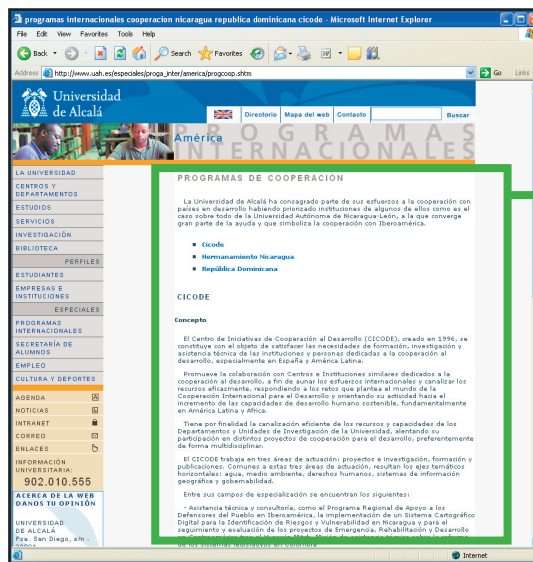 programas internacionales cooperacion nicaragua republica dominicana cicode - Microsoft Internet Explorer
File Edit View Favorites Tools Help
Back Search Favorites
Address http://www.uah.es/especiales/proga_inter/america/progcoop.shtm Go Links
Universidad
de Alcalá
Directorio Mapa del web Contacto Buscar
PROGRAMAS
América
INTERNACIONALES
LA UNIVERSIDAD
CENTROS Y
DEPARTAMENTOS
ESTUDIOS
SERVICIOS
INVESTIGACIÓN
BIBLIOTECA
PERFILES
ESTUDIANTES
EMPRESAS E
INSTITUCIONES
ESPECIALES
PROGRAMAS
INTERNACIONALES
SECRETARÍA DE
ALUMNOS
EMPLEO
CULTURA Y DEPORTES
AGENDA
NOTICIAS
INTRANET
CORREO
ENLACES
INFORMACIÓN
UNIVERSITARIA:
902.010.555
ACERCA DE LA WEB
DANOS TU OPINIÓN
UNIVERSIDAD
DE ALCALÁ
Pza. San Diego, s/n -
PROGRAMAS DE COOPERACIÓN
La Universidad de Alcalá ha consagrado parte de sus esfuerzos a la cooperación con
países en desarrollo habiendo priorizado instituciones de algunos de ellos como es el
caso sobre todo de la Universidad Autónoma de Nicaragua-León, a la que converge
gran parte de la ayuda y que simboliza la cooperación con Iberoamérica.
Cicode
Hermanamiento Nicaragua
República Dominicana
CICODE
Concepto
El Centro de Iniciativas de Cooperación al Desarrollo (CICODE), creado en 1996, se
constituye con el objeto de satisfacer las necesidades de formación, investigación y
asistencia técnica de las instituciones y personas dedicadas a la cooperación al
desarrollo, especialmente en España y América Latina.
Promueve la colaboración con Centros e Instituciones similares dedicados a la
cooperación al desarrollo, a fin de aunar los esfuerzos internacionales y canalizar los
recursos eficazmente, respondiendo a los retos que plantea el mundo de la
Cooperación Internacional para el Desarrollo y orientando su actividad hacia el
incremento de las capacidades de desarrollo humano sostenible, fundamentalmente
en América Latina y Africa.
Tiene por finalidad la canalización eficiente de los recursos y capacidades de los
Departamentos y Unidades de Investigación de la Universidad, alentando su
participación en distintos proyectos de cooperación para el desarrollo, preferentemente
de forma multidisciplinar.
El CICODE trabaja en tres áreas de actuación: proyectos e investigación, formación y
publicaciones. Comunes a estas tres áreas de actuación, resultan los ejes temáticos
horizontales: agua, medio ambiente, derechos humanos, sistemas de información
geográfica y gobernabilidad.
Entre sus campos de especialización se encuentran los siguientes:
- Asistencia técnica y consultoría, como el Programa Regional de Apoyo a los
Defensores del Pueblo en Iberoamérica, la implementación de un Sistema Cartográfico
Digital para la Identificación de Riesgos y Vulnerabilidad en Nicaragua y para el
seguimiento y evaluación de los proyectos de Emergencia, Rehabilitación y Desarrollo
de los sistemas legislativos en Colombia
Internet